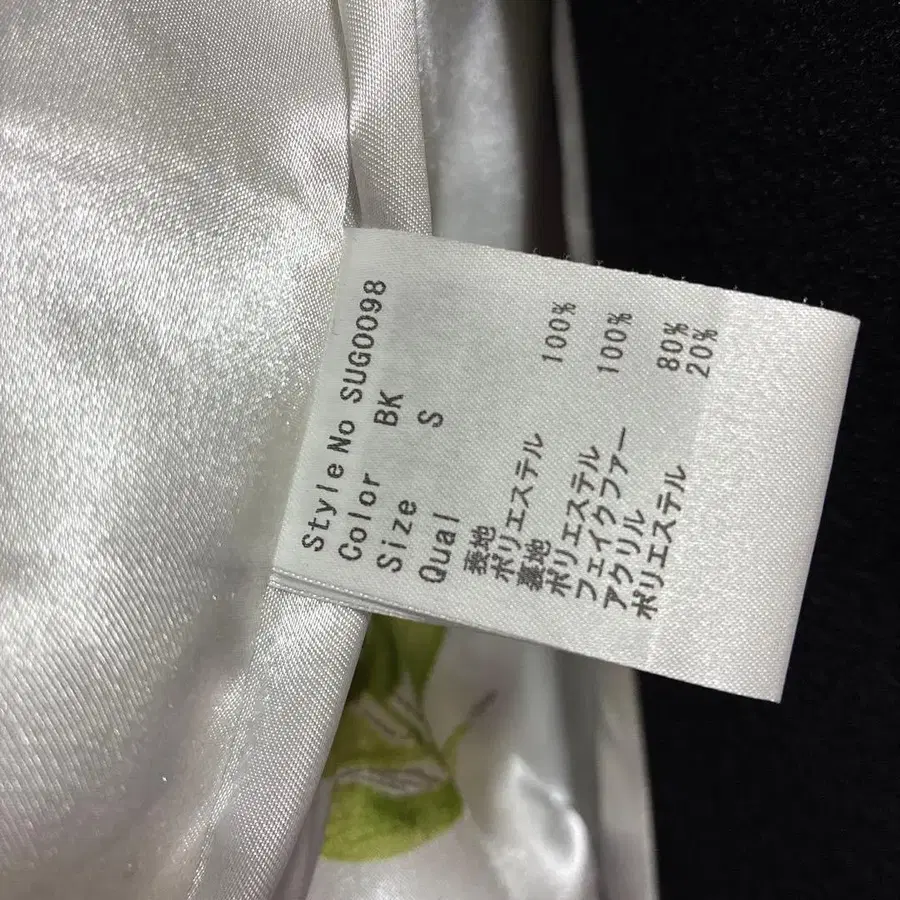 Style No SUG0098
Color BK
Size S
Qual
表地
ポリエステル 100%
裏地
ポリエステル 100%
フェイクファー
アクリル 80%
ポリエステル 20%